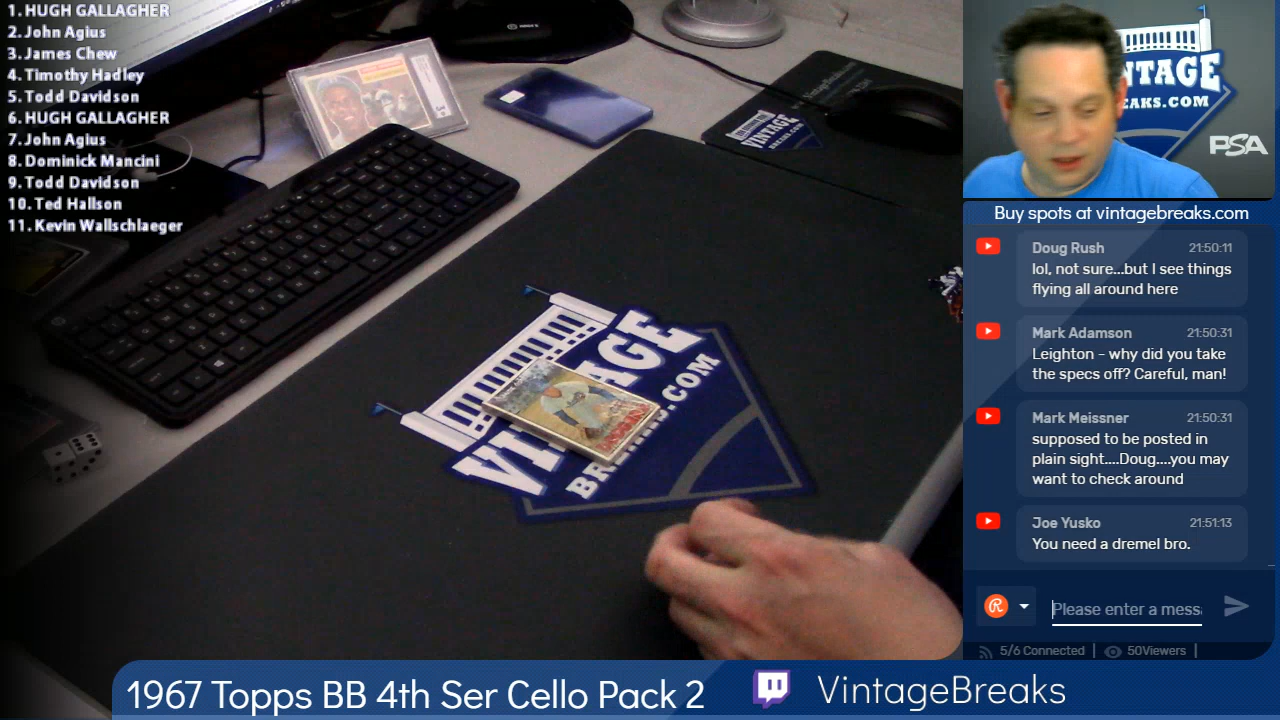 1. HUGH GALLAGHER
2. John Agius
3. James Chew
4. Timothy Hadley
5. Todd Davidson
6. HUGH GALLAGHER
7. John Agius
8. Dominick Mancini
9. Todd Davidson
10. Ted Hallson
11. Kevin Wallschlaeger
VINTAGE
VINTAGE
.COM
NTAGE
EAKS.COM
PSA
Buy spots at vintagebreaks.com
Doug Rush 21:50:11
lol, not sure...but I see things
flying all around here
Mark Adamson 21:50:31
Leighton - why did you take
the specs off? Careful, man!
Mark Meissner 21:50:31
supposed to be posted in
plain sight....Doug....you may
want to check around
Joe Yusko 21:51:13
You need a dremel bro.
Please enter a mess
5/6 Connected | 50Viewers |
1967 Topps BB 4th Ser Cello Pack 2
VintageBreaks